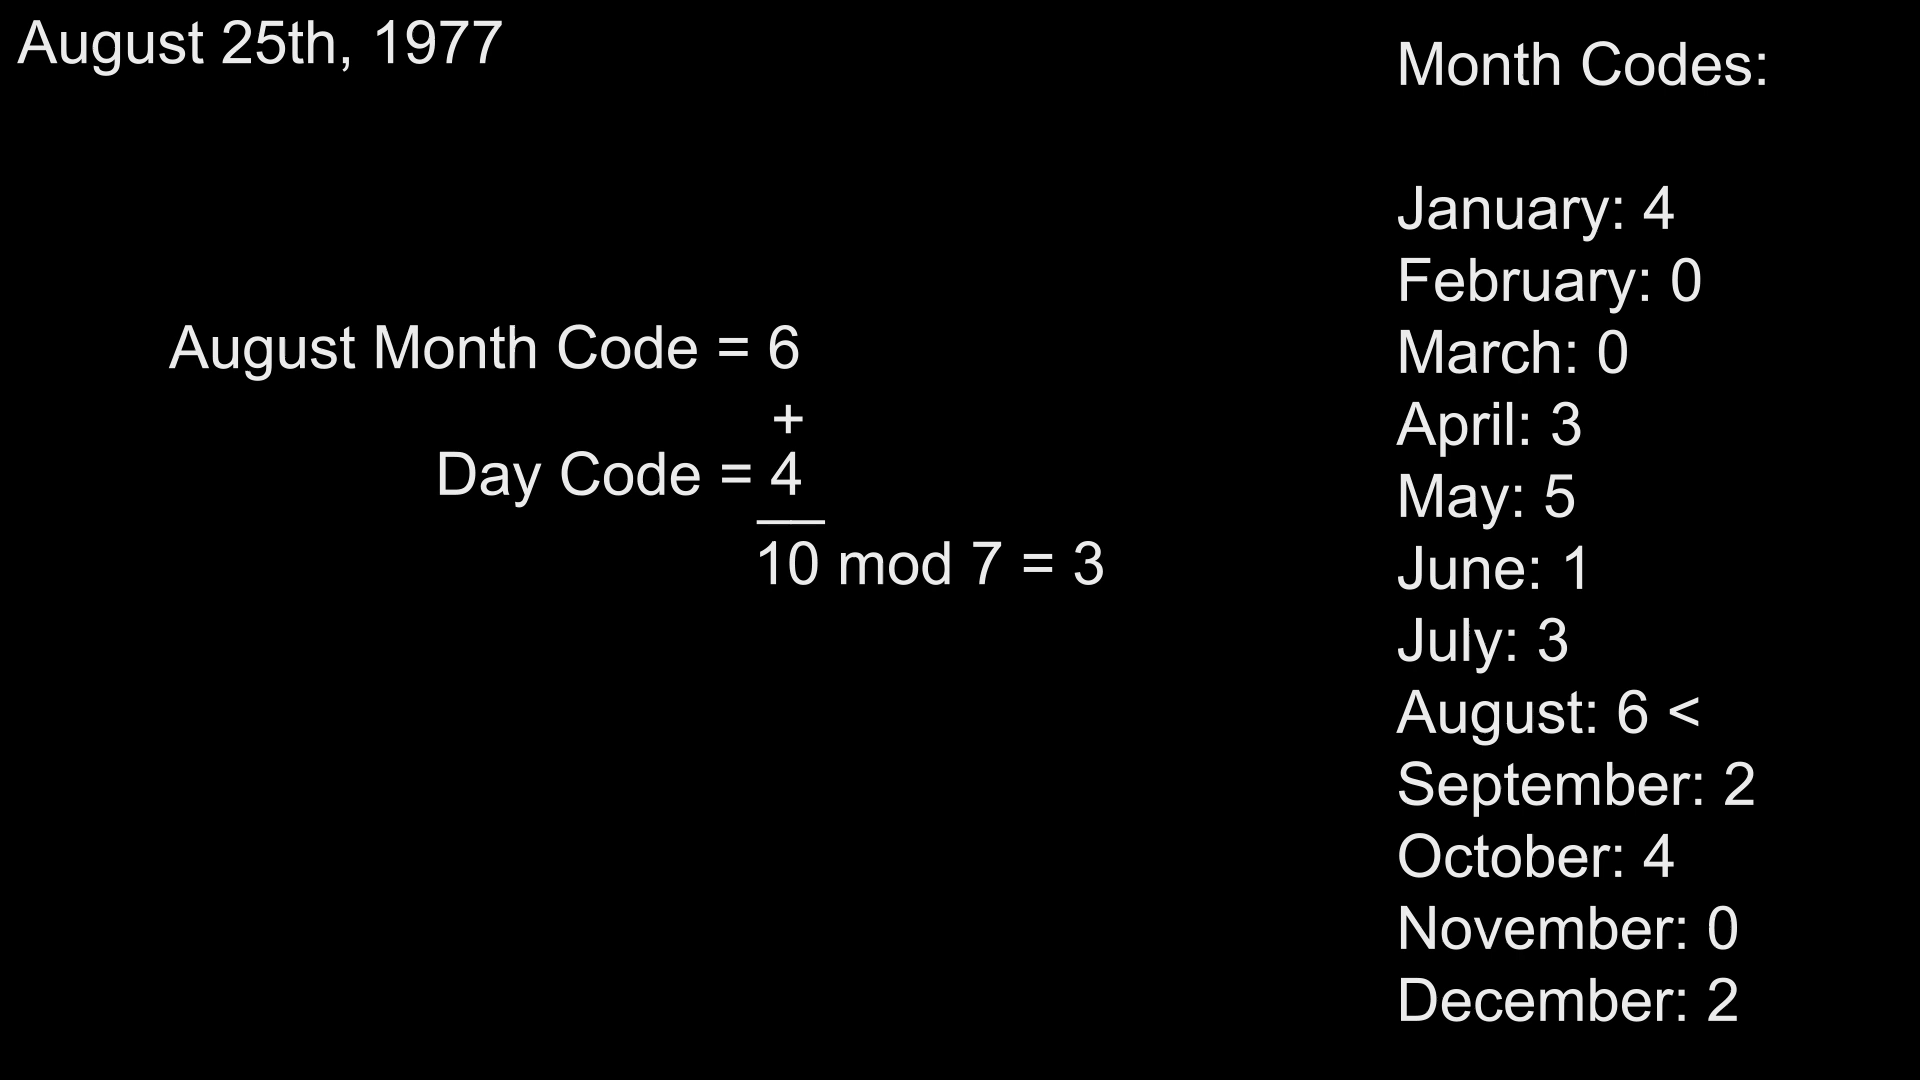 August 25th, 1977
August Month Code = 6
+
Day Code = 4
10 mod 7 = 3
Month Codes:
January: 4
February: 0
March: 0
April: 3
May: 5
June: 1
July: 3
August: 6 <
September: 2
October: 4
November: 0
December: 2